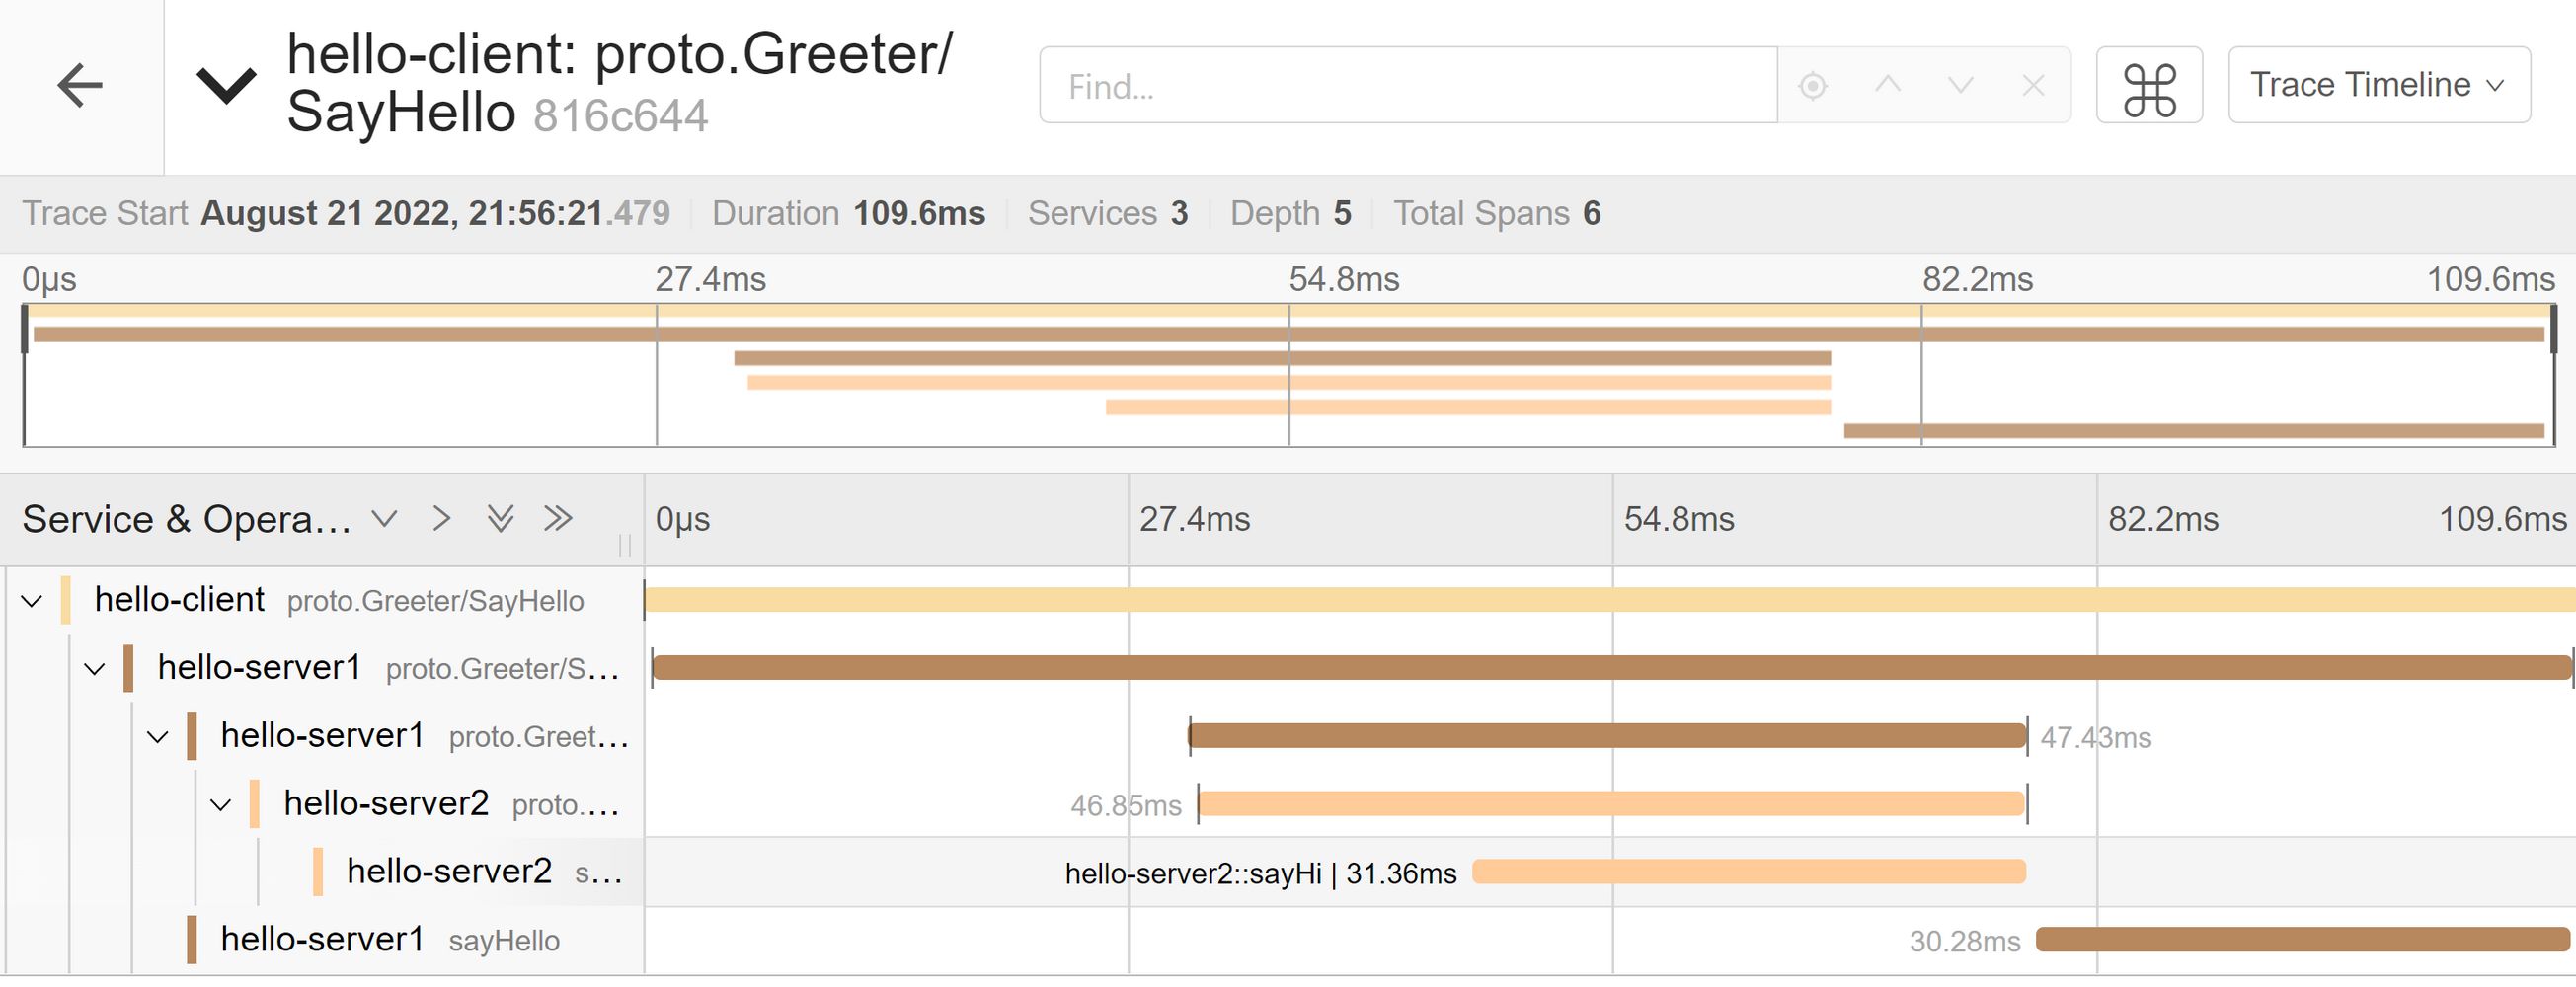 hello-client: proto.Greeter/
SayHello 816c644
Find...
Trace Timeline
Trace Start August 21 2022, 21:56:21.479 Duration 109.6ms Services 3 Depth 5 Total Spans 6
0μs 27.4ms 54.8ms 82.2ms 109.6ms
Service & Opera... 0μs 27.4ms 54.8ms 82.2ms 109.6ms
hello-client proto.Greeter/SayHello
hello-server1 proto.Greeter/S...
hello-server1 proto.Greet... 47.43ms
hello-server2 proto.... 46.85ms
hello-server2 s... hello-server2::sayHi | 31.36ms
hello-server1 sayHello 30.28ms